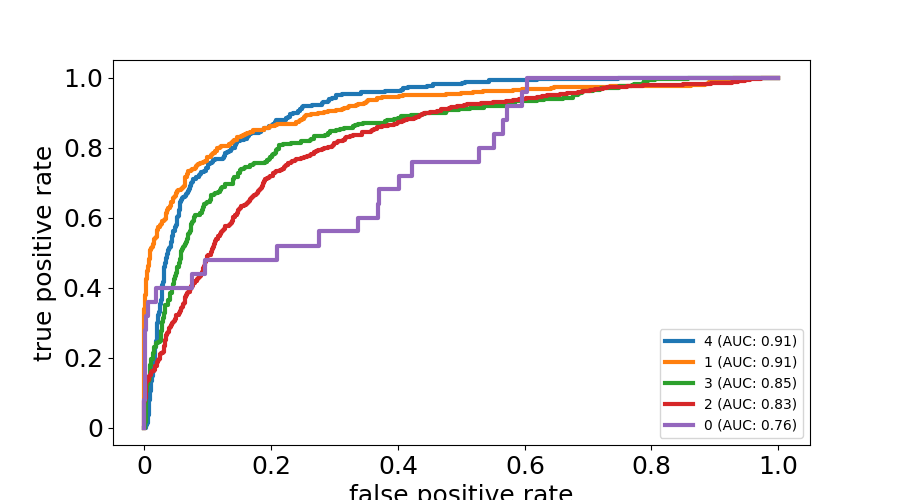 true positive rate
1.0
0.8
0.6
0.4
0.2
0
0
0.2
0.4
0.6
0.8
1.0
false positive rate
4 (AUC: 0.91)
1 (AUC: 0.91)
3 (AUC: 0.85)
2 (AUC: 0.83)
0 (AUC: 0.76)